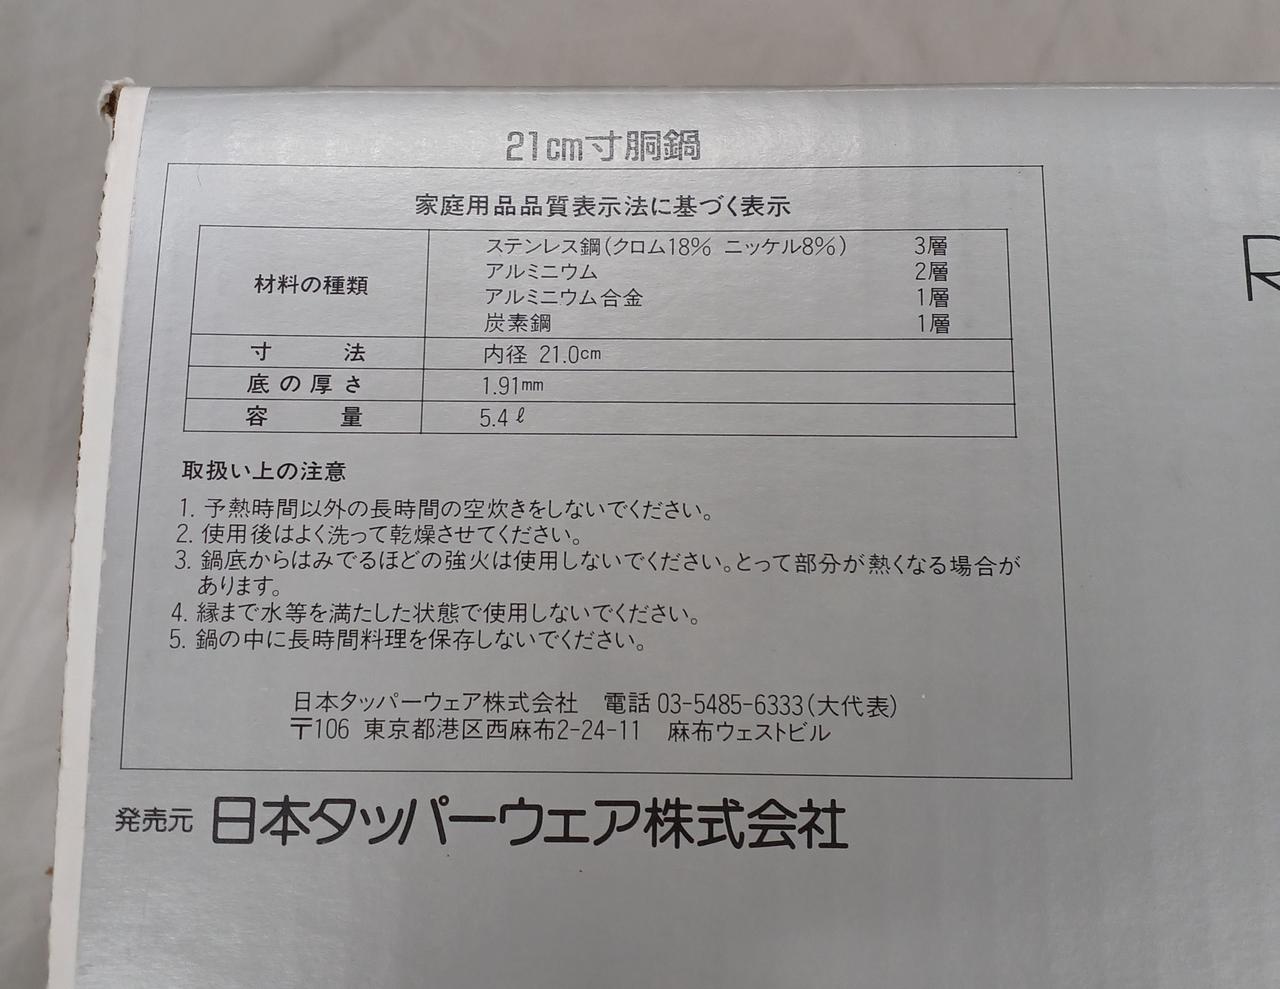 21cm寸胴鍋
家庭用品品質表示法に基づく表示
材料の種類
ステンレス鋼(クロム18% ニッケル8%) 3層
アルミニウム 2層
アルミニウム合金 1層
炭素鋼 1層
寸法 内径 21.0cm
底の厚さ 1.91mm
容量 5.4ℓ
取扱い上の注意
1. 予熱時間以外の長時間の空炊きをしないでください。
2. 使用後はよく洗って乾燥させてください。
3. 鍋底からはみでるほどの強火は使用しないでください。とって部分が熱くなる場合が
あります。
4. 縁まで水等を満たした状態で使用しないでください。
5. 鍋の中に長時間料理を保存しないでください。
日本タッパーウェア株式会社 電話 03-5485-6333(大代表)
〒106 東京都港区西麻布2-24-11 麻布ウェストビル
発売元 日本タッパーウェア株式会社